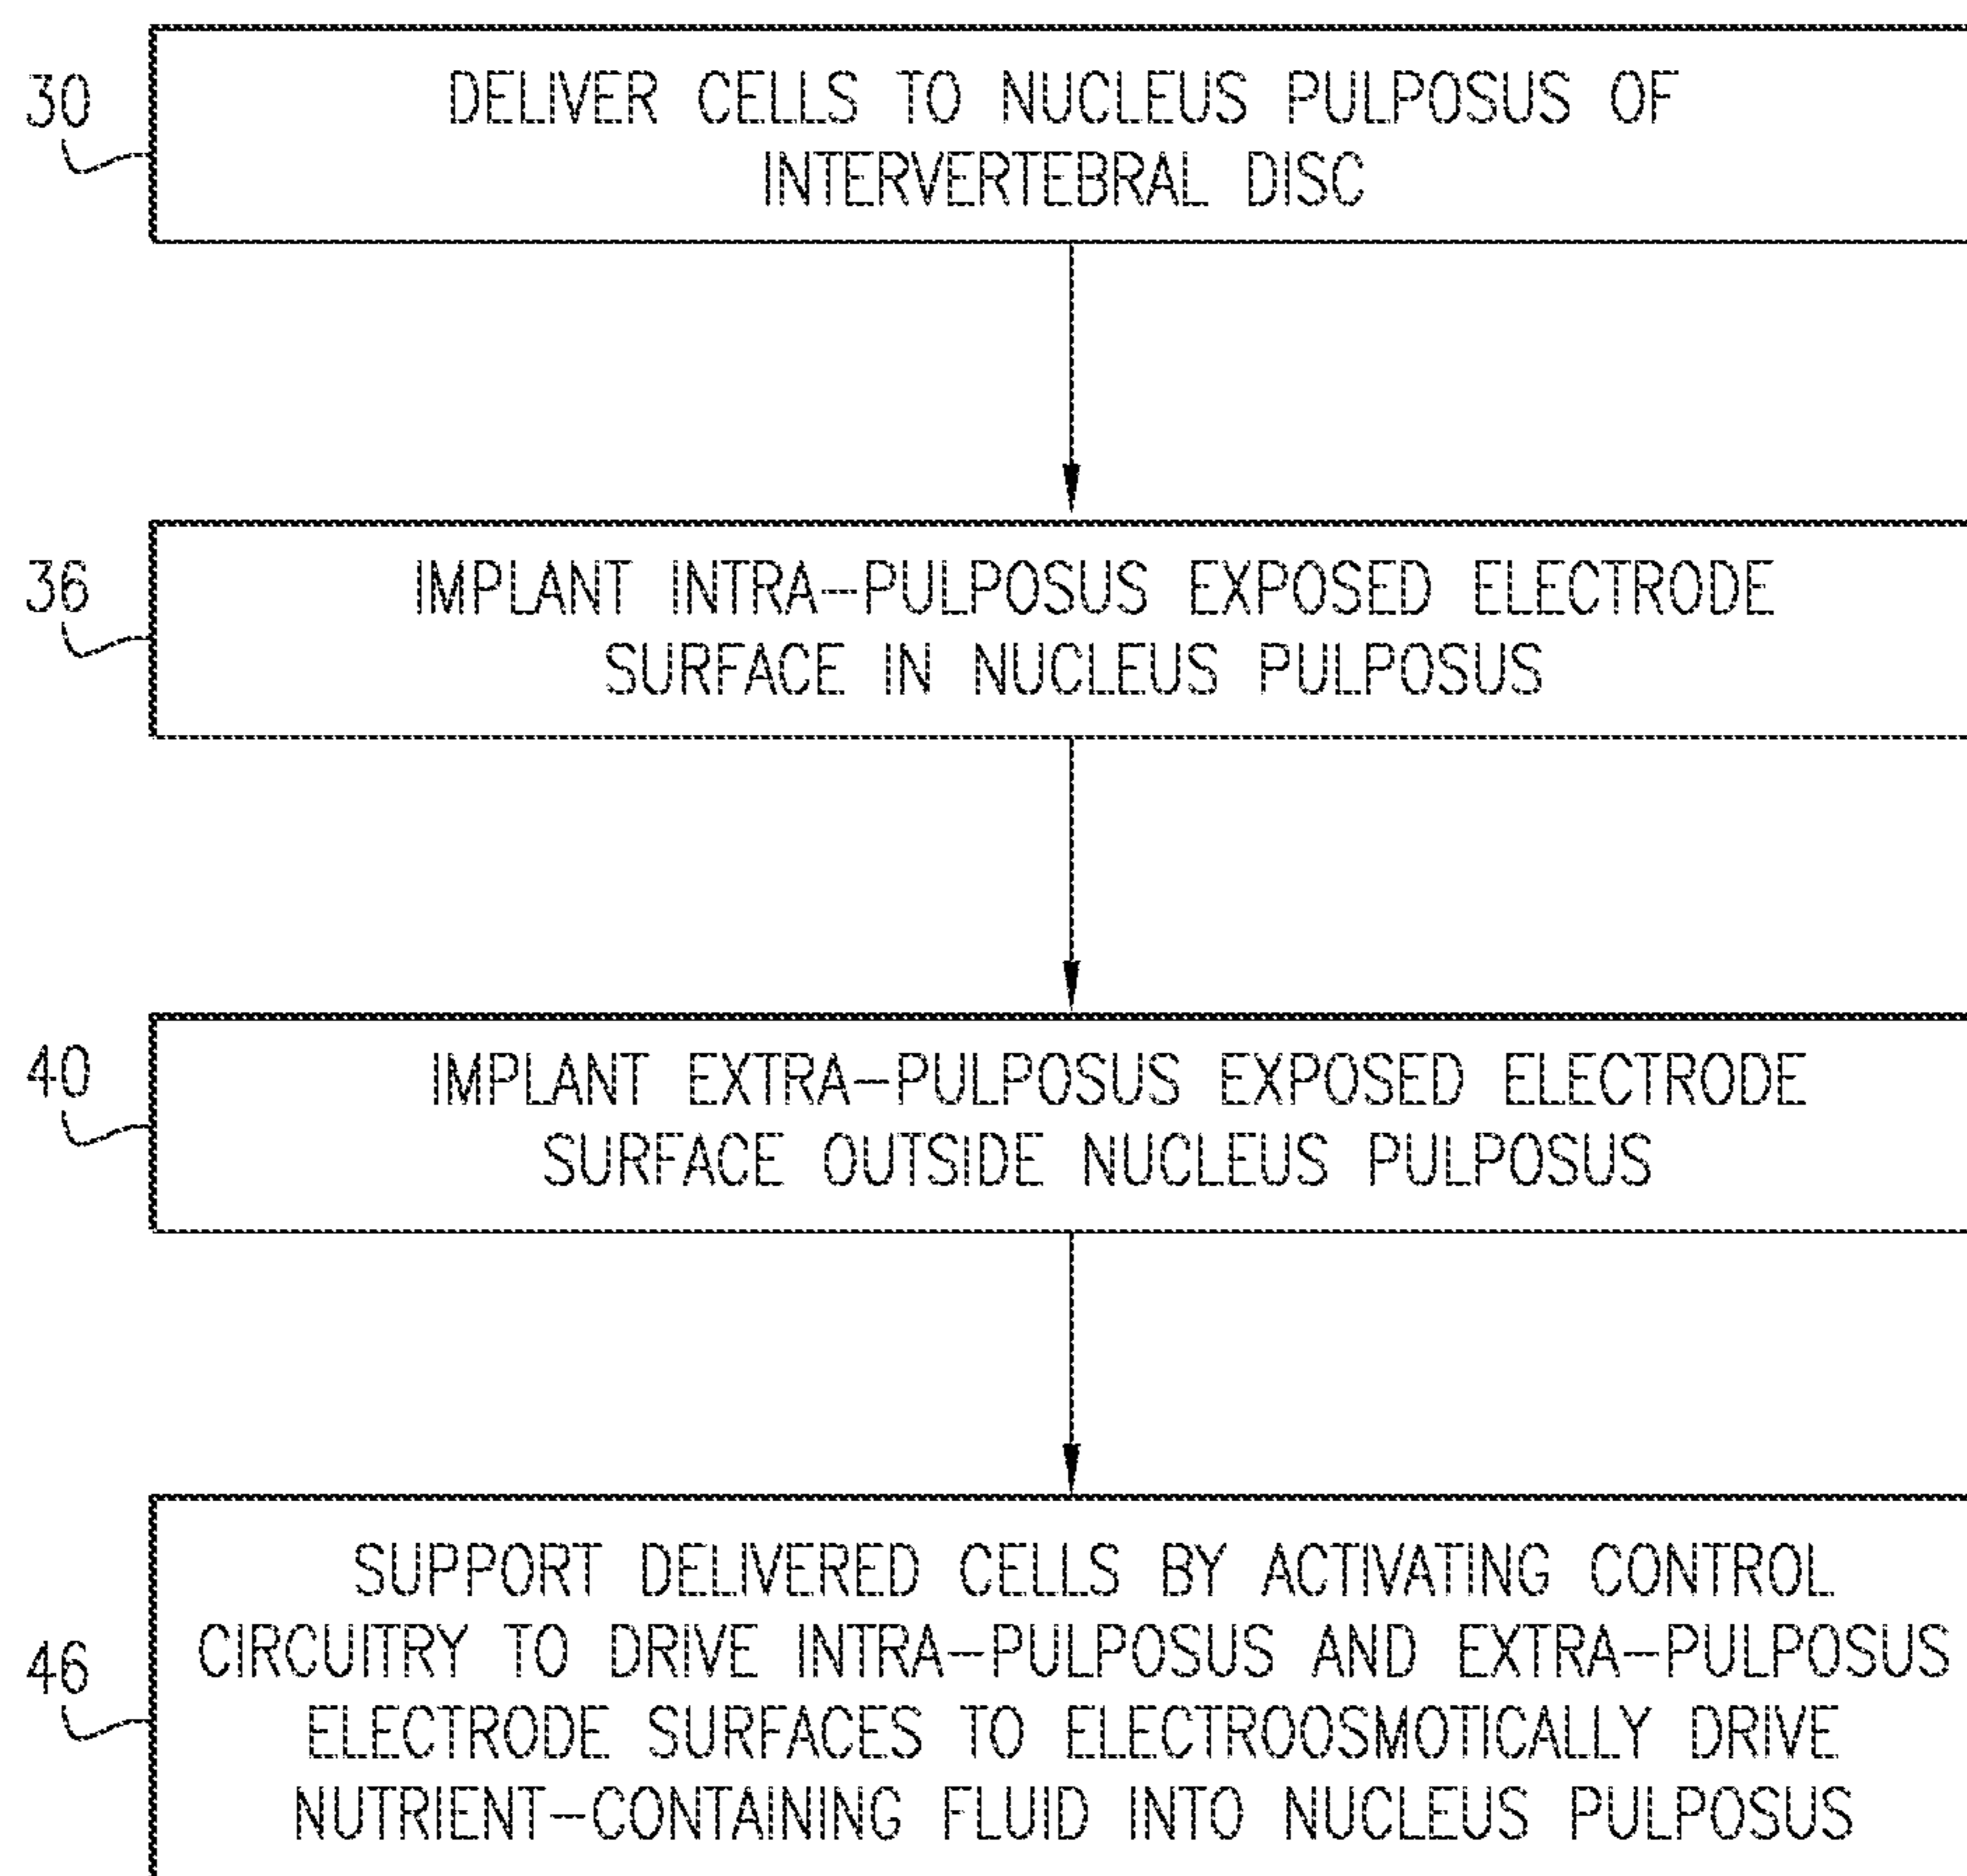 30
DELIVER CELLS TO NUCLEUS PULPOSUS OF
INTERVERTEBRAL DISC
36
IMPLANT INTRA-PULPOSUS EXPOSED ELECTRODE
SURFACE IN NUCLEUS PULPOSUS
40
IMPLANT EXTRA-PULPOSUS EXPOSED ELECTRODE
SURFACE OUTSIDE NUCLEUS PULPOSUS
46
SUPPORT DELIVERED CELLS BY ACTIVATING CONTROL
CIRCUITRY TO DRIVE INTRA-PULPOSUS AND EXTRA-PULPOSUS
ELECTRODE SURFACES TO ELECTROOSMOTICALLY DRIVE
NUTRIENT-CONTAINING FLUID INTO NUCLEUS PULPOSUS